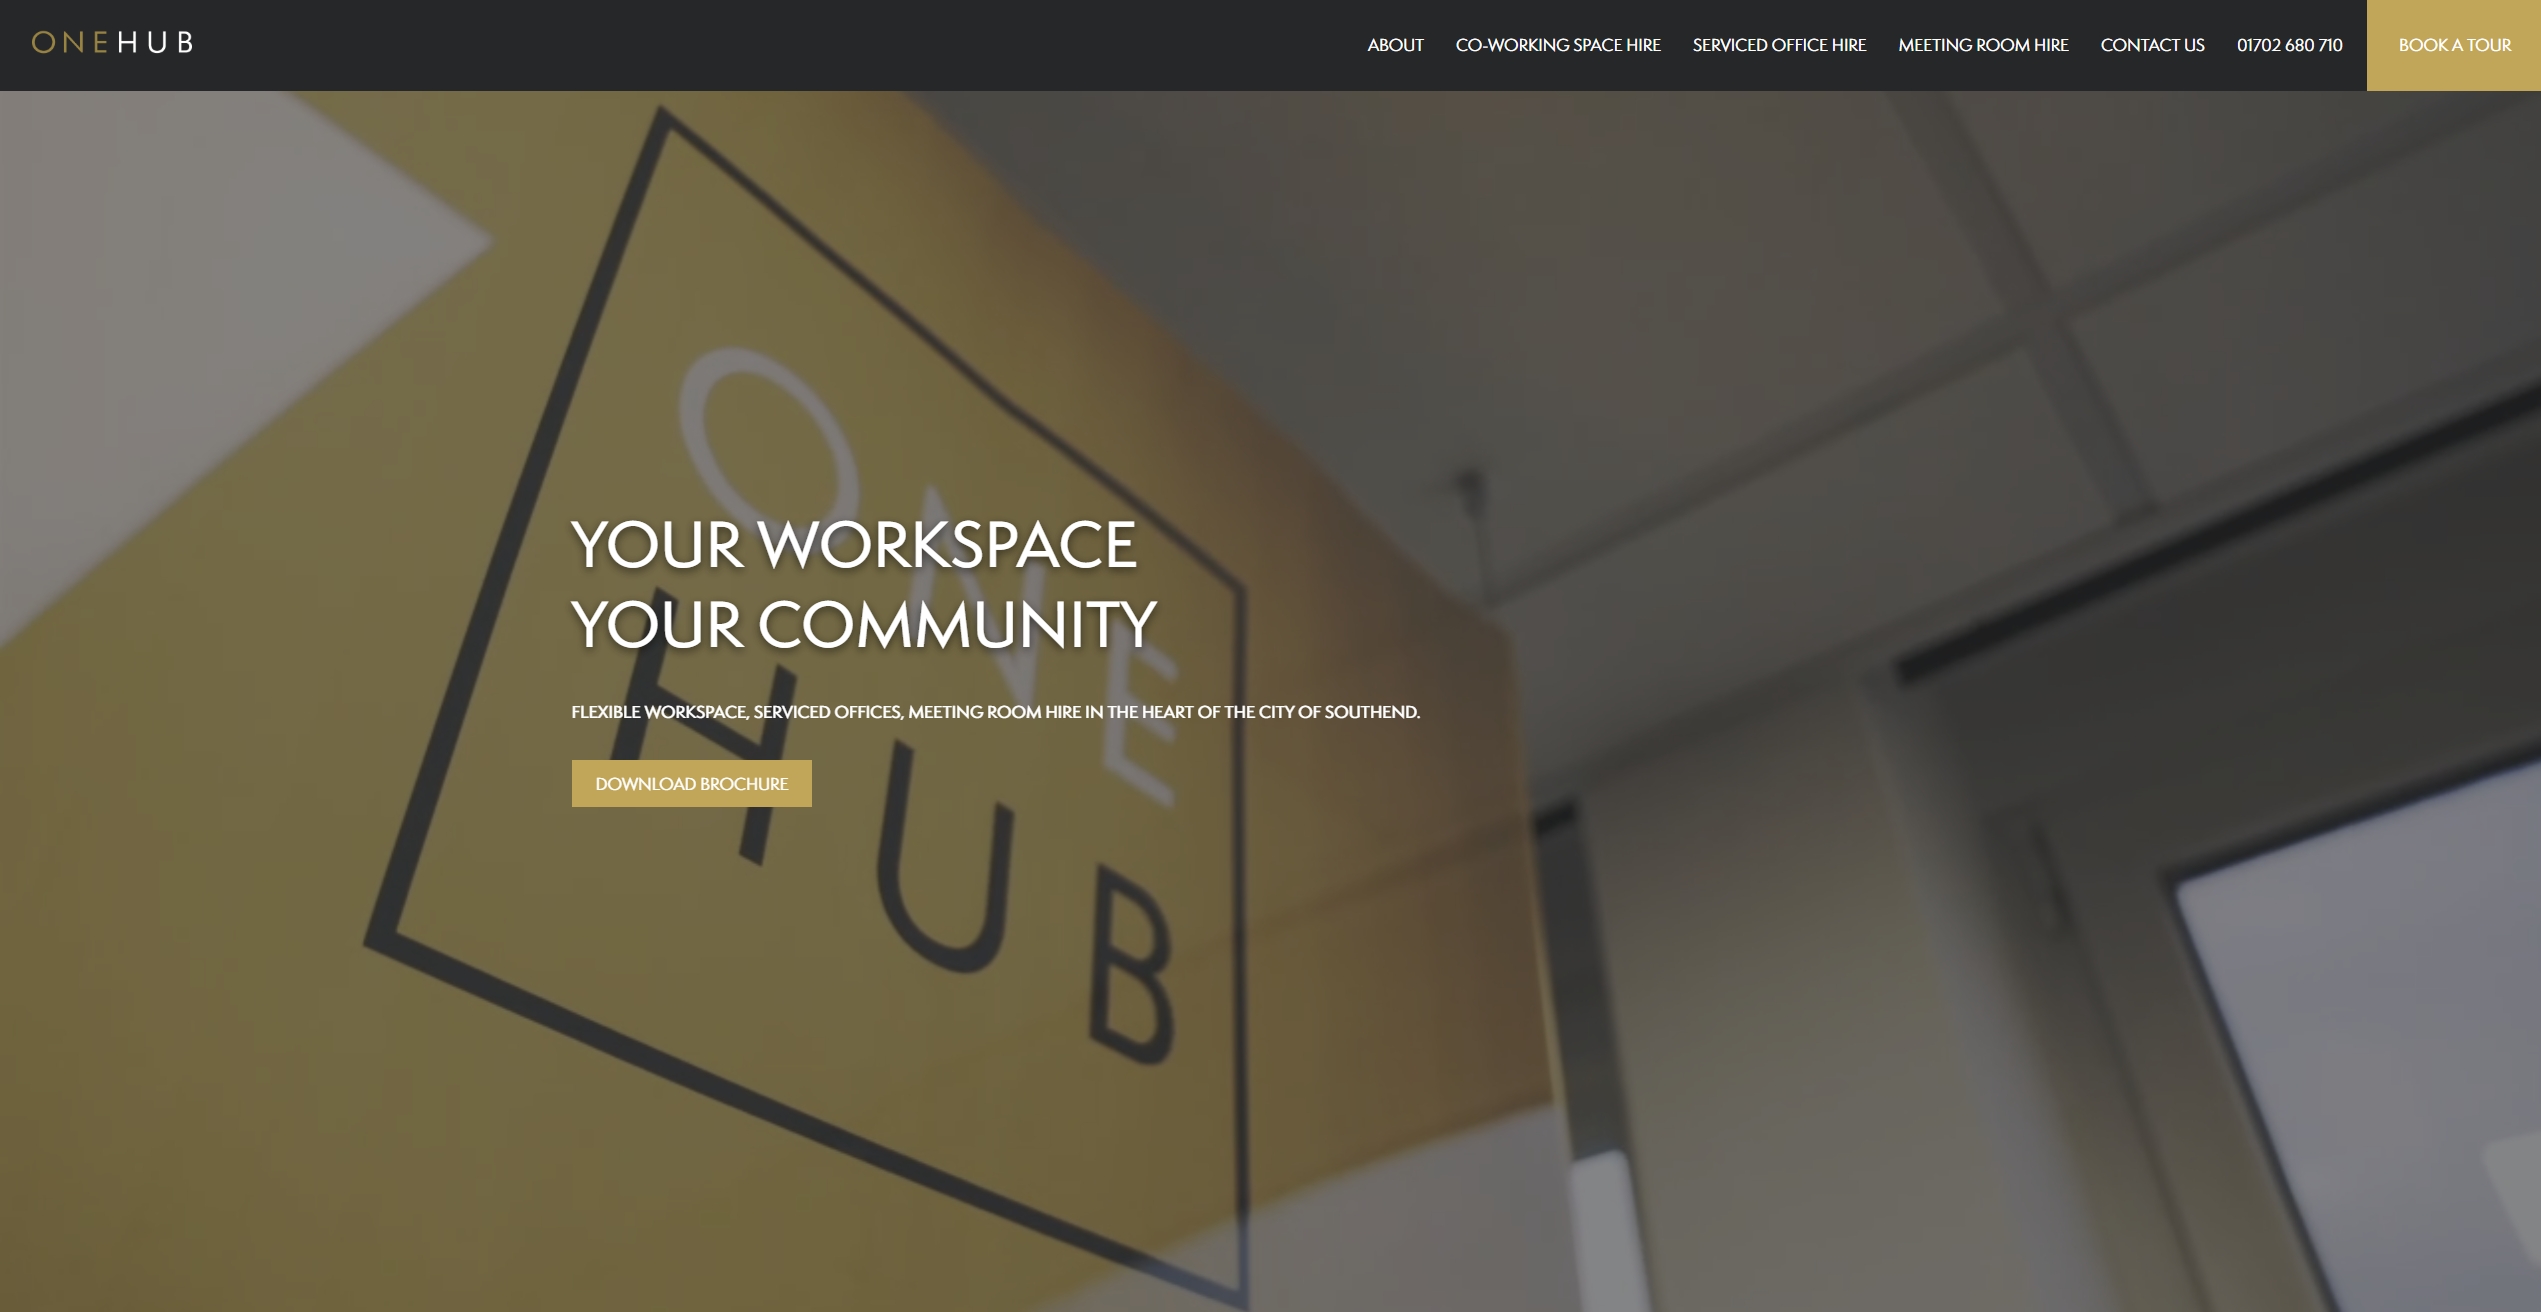 ONEHUB
ABOUT
CO-WORKING SPACE HIRE
SERVICED OFFICE HIRE
MEETING ROOM HIRE
CONTACT US
01702 680 710
BOOK A TOUR
ONE
HUB
YOUR WORKSPACE
YOUR COMMUNITY
FLEXIBLE WORKSPACE, SERVICED OFFICES, MEETING ROOM HIRE IN THE HEART OF THE CITY OF SOUTHEND.
DOWNLOAD BROCHURE